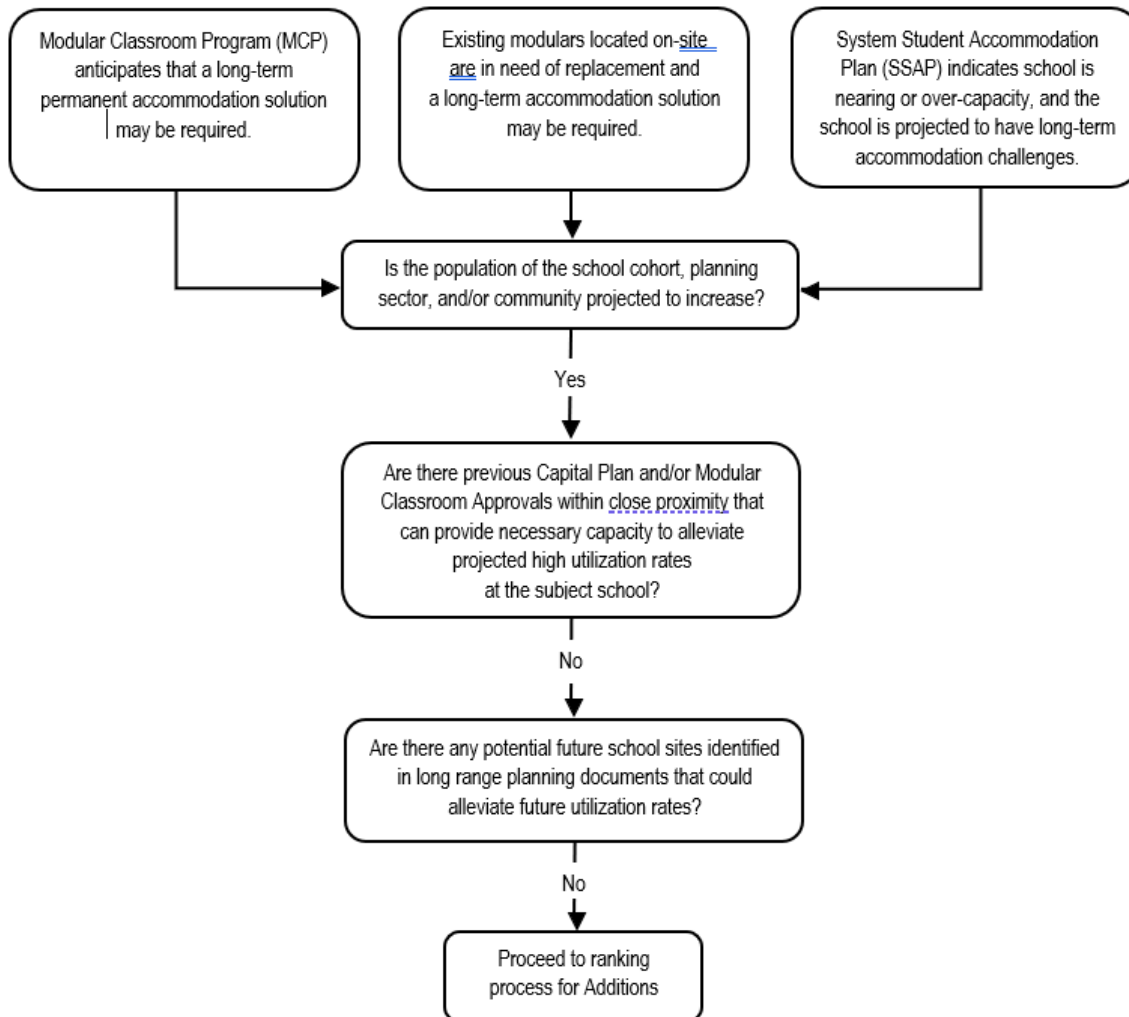 Modular Classroom Program (MCP)
anticipates that a long-term
permanent accommodation solution
may be required.
Existing modulars located on-site
are in need of replacement and
a long-term accommodation solution
may be required.
System Student Accommodation
Plan (SSAP) indicates school is
nearing or over-capacity, and the
school is projected to have long-term
accommodation challenges.
Is the population of the school cohort, planning
sector, and/or community projected to increase?
Yes
Are there previous Capital Plan and/or Modular
Classroom Approvals within close proximity that
can provide necessary capacity to alleviate
projected high utilization rates
at the subject school?
No
Are there any potential future school sites identified
in long range planning documents that could
alleviate future utilization rates?
No
Proceed to ranking
process for Additions